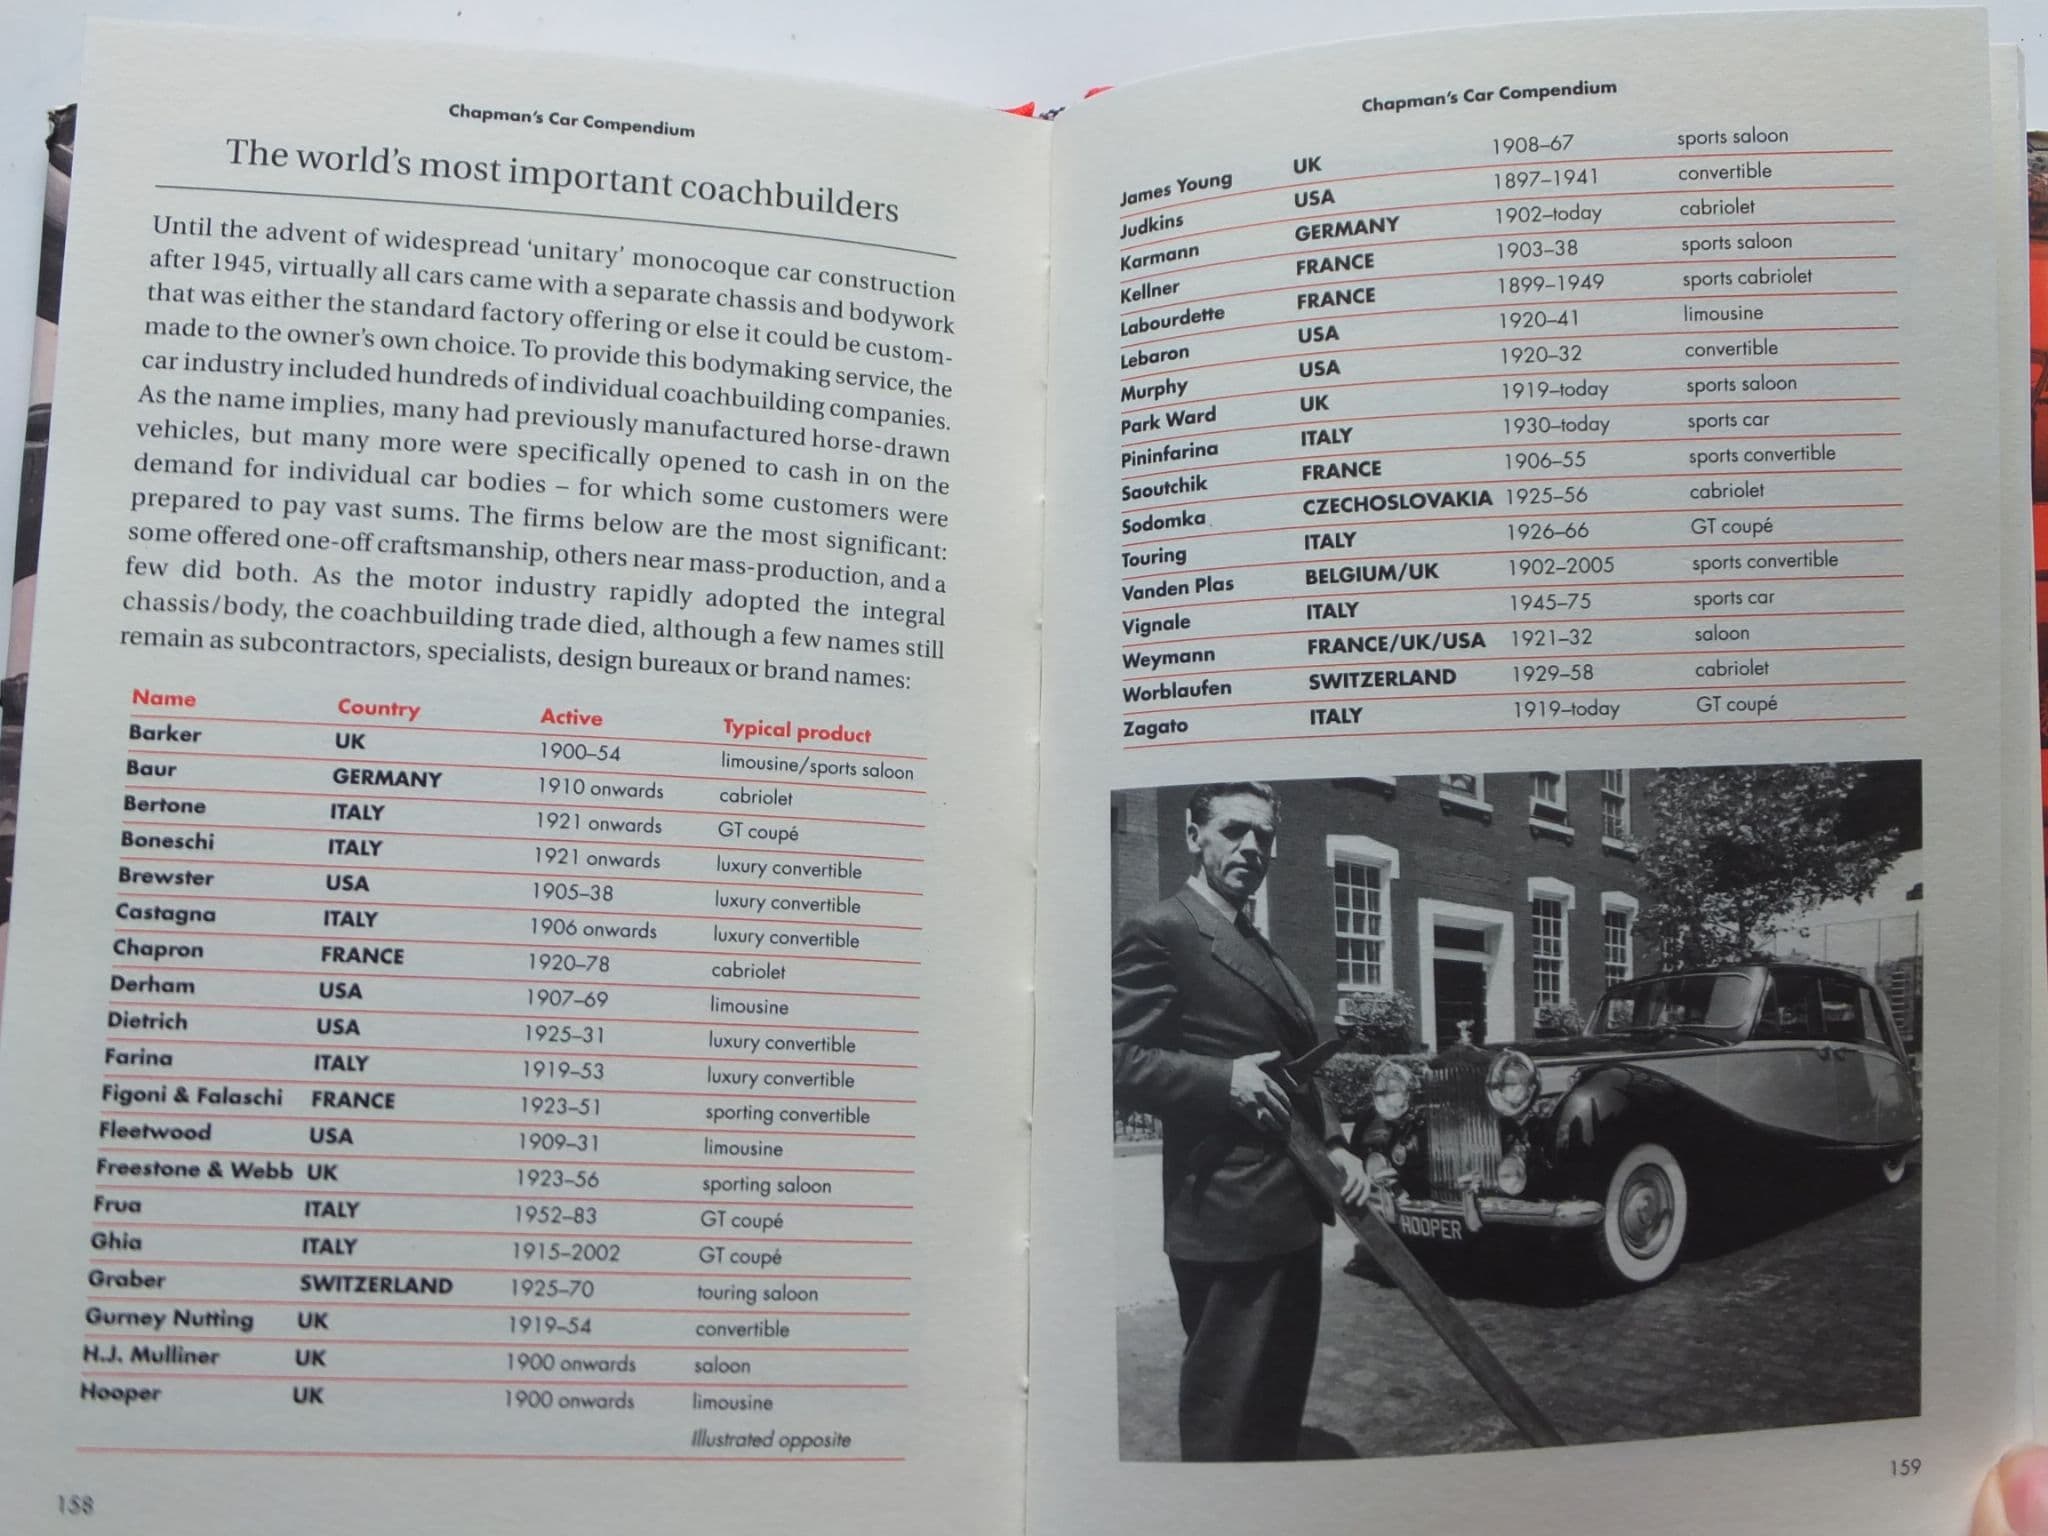 Chapman's Car Compendium
The world's most important coachbuilders
Until the advent of widespread 'unitary' monocoque car construction
after 1945, virtually all cars came with a separate chassis and bodywork
that was either the standard factory offering or else it could be custom-
made to the owner's own choice. To provide this bodymaking service, the
car industry included hundreds of individual coachbuilding companies.
As the name implies, many had previously manufactured horse-drawn
vehicles, but many more were specifically opened to cash in on the
demand for individual car bodies – for which some customers were
prepared to pay vast sums. The firms below are the most significant:
some offered one-off craftsmanship, others near mass-production, and a
few did both. As the motor industry rapidly adopted the integral
chassis/body, the coachbuilding trade died, although a few names still
remain as subcontractors, specialists, design bureaux or brand names:
Name Country Active Typical product
Barker UK 1900–54 limousine/sports saloon
Baur GERMANY 1910 onwards cabriolet
Bertone ITALY 1921 onwards GT coupé
Boneschi ITALY 1921 onwards luxury convertible
Brewster USA 1905–38 luxury convertible
Castagna ITALY 1906 onwards luxury convertible
Chapron FRANCE 1920–78 cabriolet
Derham USA 1907–69 limousine
Dietrich USA 1925–31 luxury convertible
Farina ITALY 1919–53 luxury convertible
Figoni & Falaschi FRANCE 1923–51 sporting convertible
Fleetwood USA 1909–31 limousine
Freestone & Webb UK 1923–56 sporting saloon
Frua ITALY 1952–83 GT coupé
Ghia ITALY 1915–2002 GT coupé
Graber SWITZERLAND 1925–70 touring saloon
Gurney Nutting UK 1919–54 convertible
H.J. Mulliner UK 1900 onwards saloon
Hooper UK 1900 onwards limousine
Illustrated opposite
158
Chapman's Car Compendium
James Young UK 1908–67 sports saloon
Judkins USA 1897–1941 convertible
Karmann GERMANY 1902–today cabriolet
Kellner FRANCE 1903–38 sports saloon
Labourdette FRANCE 1899–1949 sports cabriolet
Lebaron USA 1920–41 limousine
Murphy USA 1920–32 convertible
Park Ward UK 1919–today sports saloon
Pininfarina ITALY 1930–today sports car
Saoutchik FRANCE 1906–55 sports convertible
Sodomka CZECHOSLOVAKIA 1925–56 cabriolet
Touring ITALY 1926–66 GT coupé
Vanden Plas BELGIUM/UK 1902–2005 sports convertible
Vignale ITALY 1945–75 sports car
Weymann FRANCE/UK/USA 1921–32 saloon
Worblaufen SWITZERLAND 1929–58 cabriolet
Zagato ITALY 1919–today GT coupé
HOOPER
159